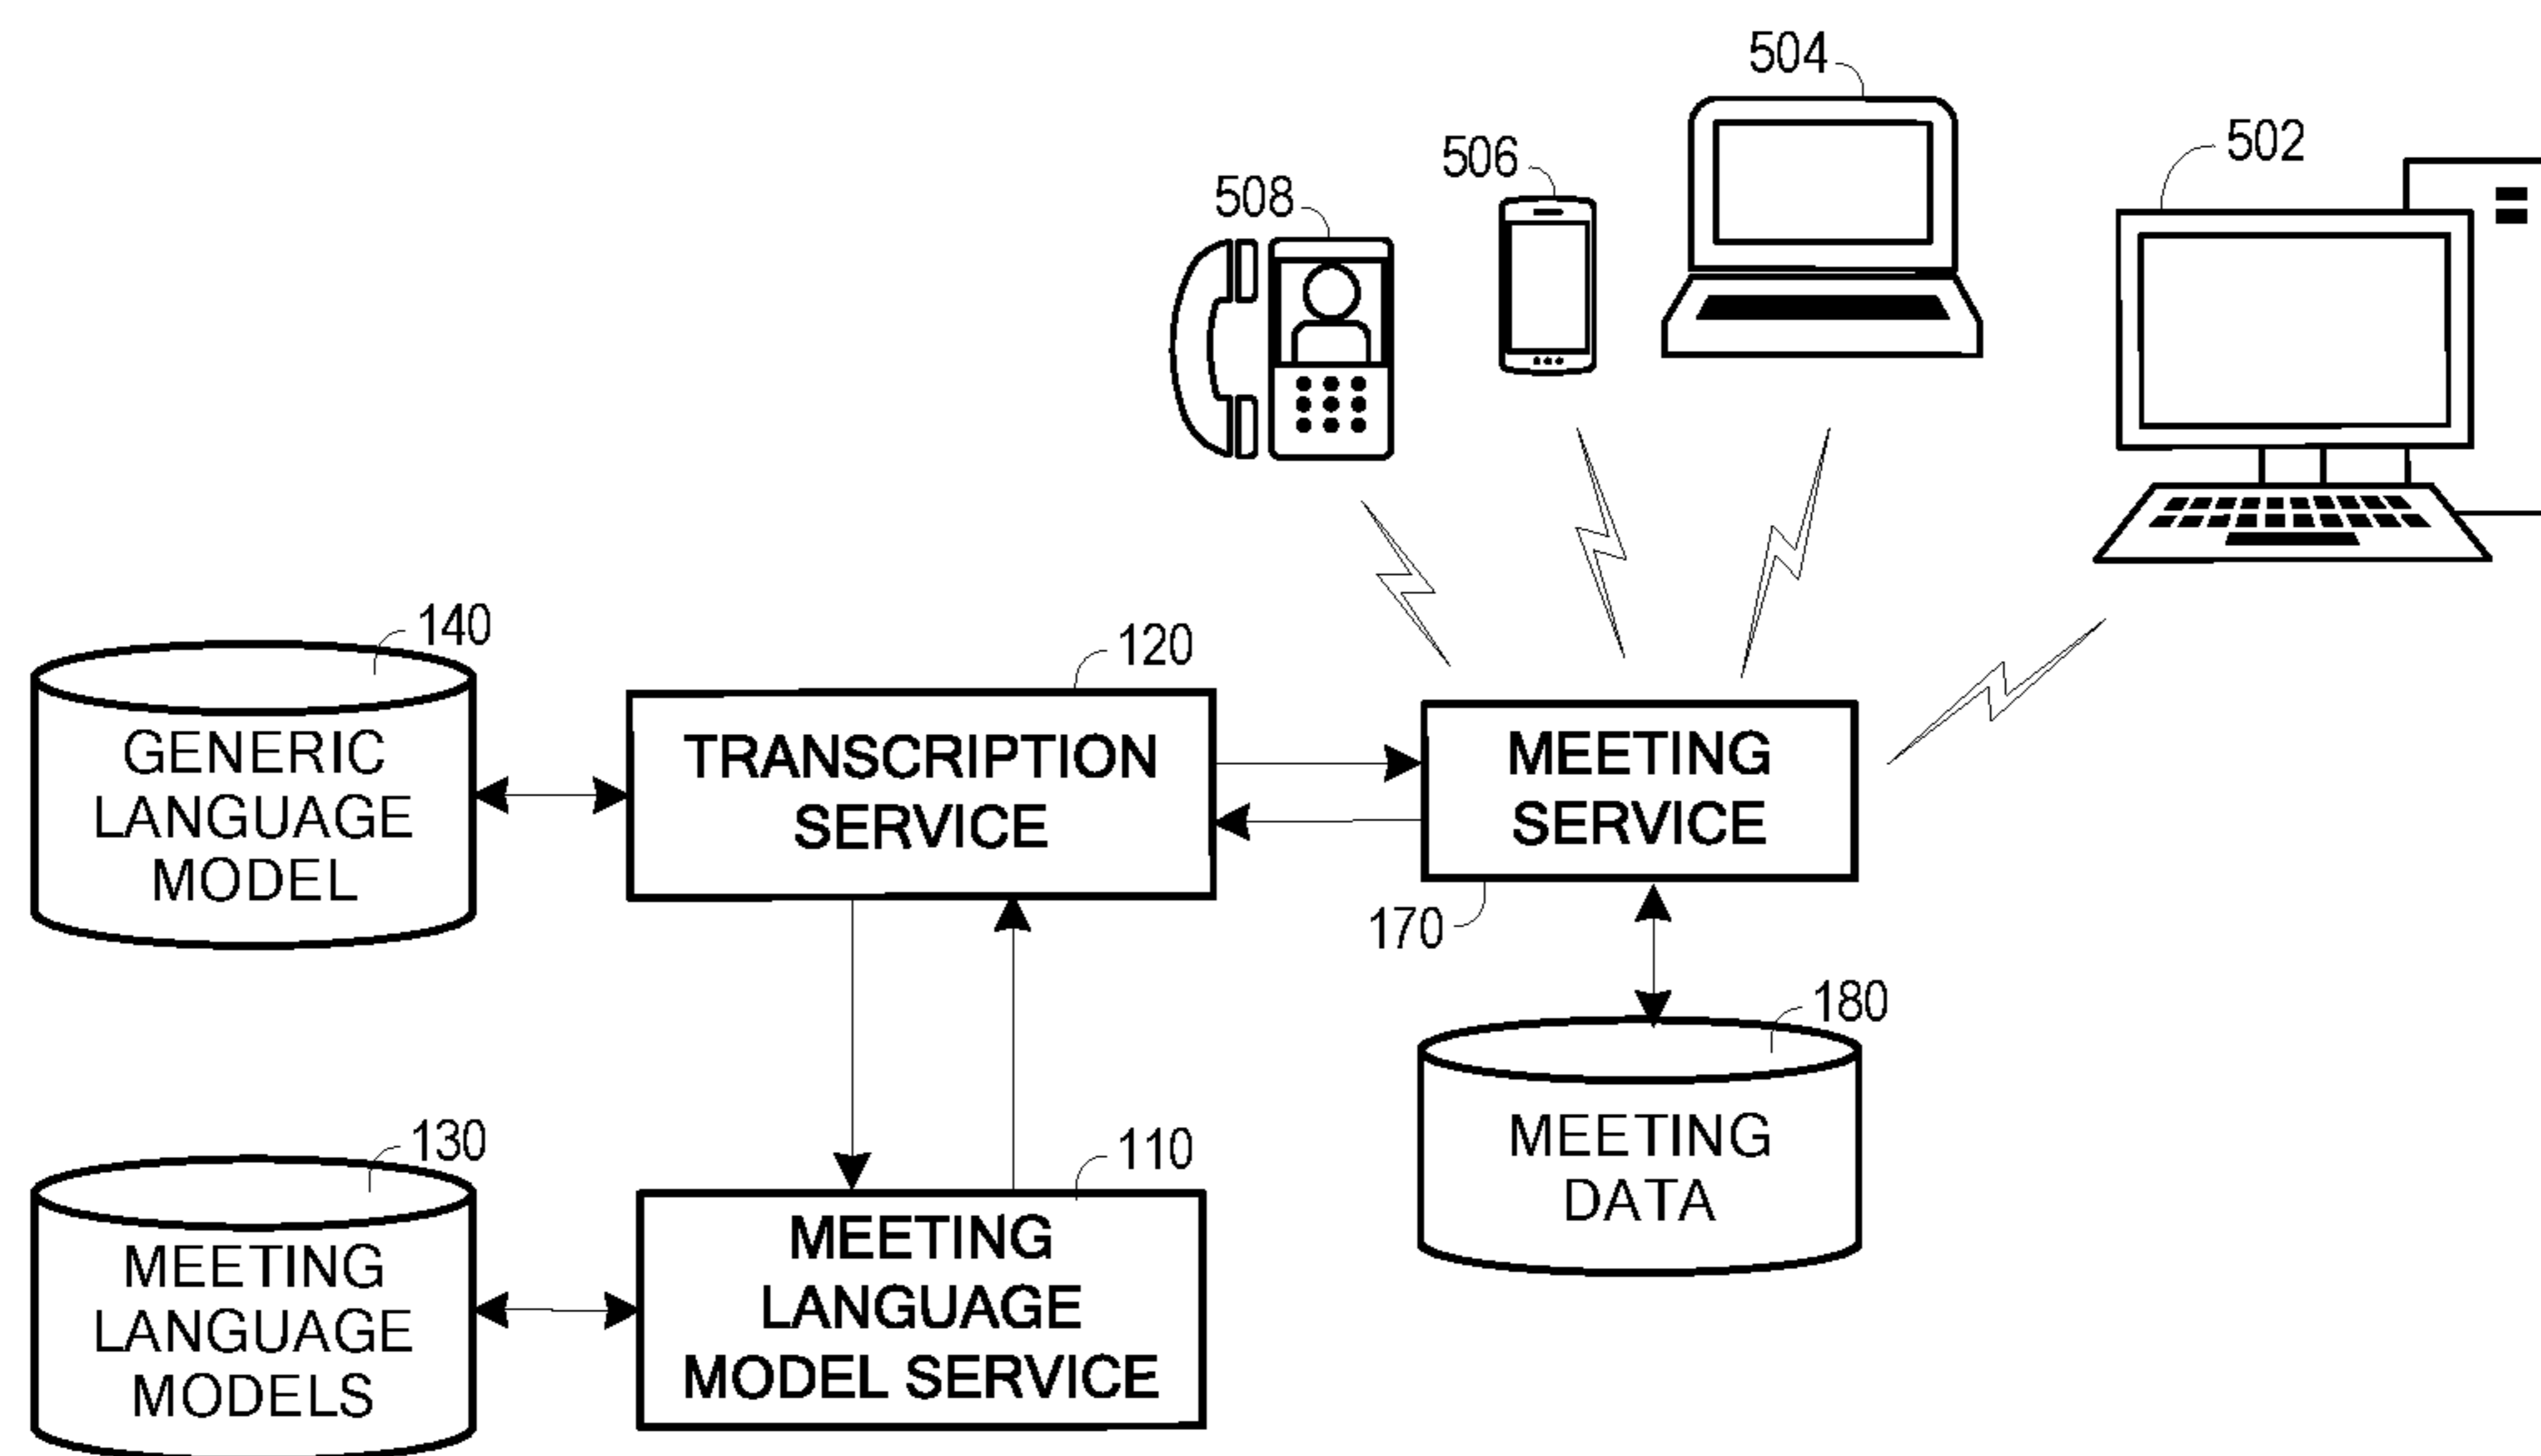 504
502
506
508
140
GENERIC
LANGUAGE
MODEL
120
TRANSCRIPTION
SERVICE
MEETING
SERVICE
170
180
MEETING
DATA
130
MEETING
LANGUAGE
MODELS
110
MEETING
LANGUAGE
MODEL SERVICE